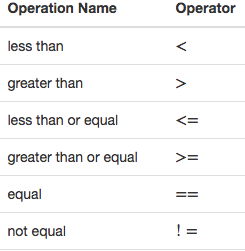 Operation Name Operator
less than <
greater than >
less than or equal <=
greater than or equal >=
equal ==
not equal ! =